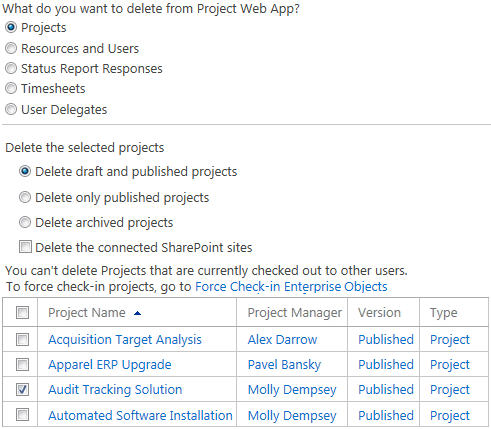 What do you want to delete from Project Web App?
Projects
Resources and Users
Status Report Responses
Timesheets
User Delegates
Delete the selected projects
Delete draft and published projects
Delete only published projects
Delete archived projects
Delete the connected SharePoint sites
You can't delete Projects that are currently checked out to other users.
To force check-in projects, go to Force Check-in Enterprise Objects
Project Name Project Manager Version Type
Acquisition Target Analysis Alex Darrow Published Project
Apparel ERP Upgrade Pavel Bansky Published Project
Audit Tracking Solution Molly Dempsey Published Project
Automated Software Installation Molly Dempsey Published Project